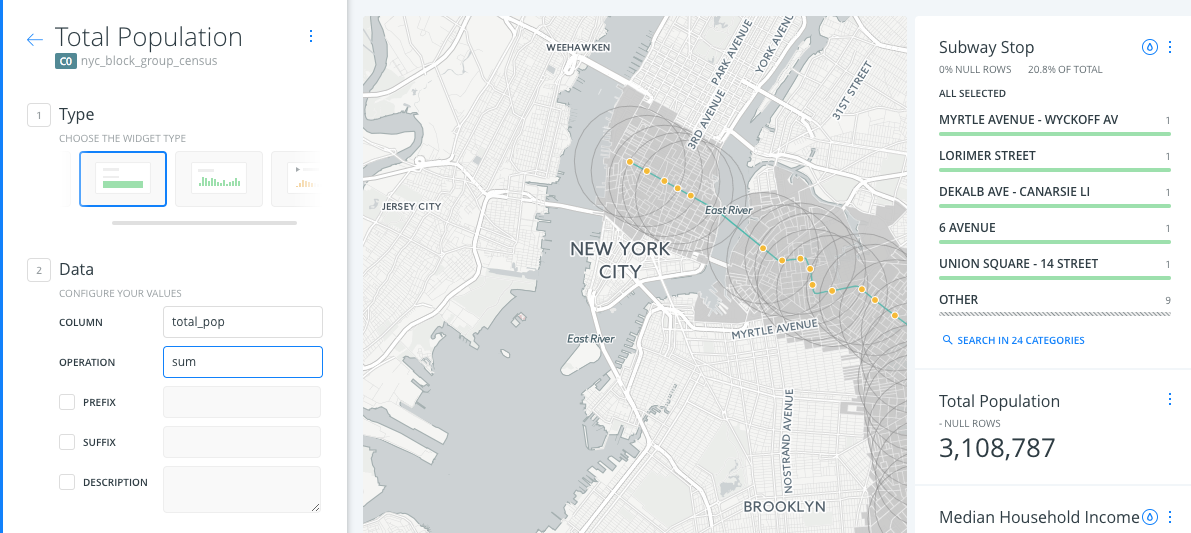 Total Population
C0 nyc_block_group_census
1 Type
CHOOSE THE WIDGET TYPE
2 Data
CONFIGURE YOUR VALUES
COLUMN total_pop
OPERATION sum
PREFIX
SUFFIX
DESCRIPTION
WEEHAWKEN
PARK AVENUE
YORK AVENUE
3RD AVENUE
31ST STREET
JERSEY CITY
East River
NEW YORK
CITY
East River
MYRTLE AVENUE
NOSTRAND AVENUE
BROOKLYN
Subway Stop
0% NULL ROWS 20.8% OF TOTAL
ALL SELECTED
MYRTLE AVENUE - WYCKOFF AV 1
LORIMER STREET 1
DEKALB AVE - CANARSIE LI 1
6 AVENUE 1
UNION SQUARE - 14 STREET 1
OTHER 9
SEARCH IN 24 CATEGORIES
Total Population
- NULL ROWS
3,108,787
Median Household Income